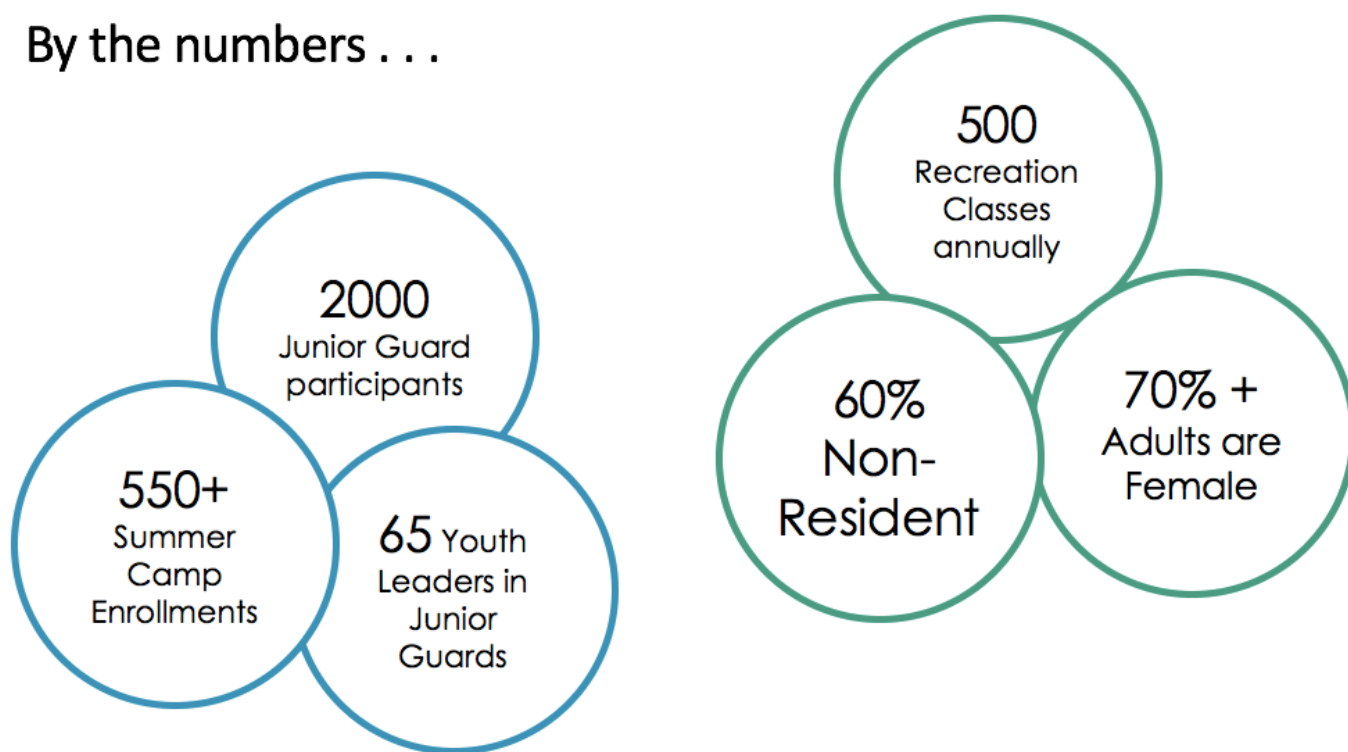 By the numbers . . .
2000
Junior Guard
participants
550+
Summer
Camp
Enrollments
65 Youth
Leaders in
Junior
Guards
500
Recreation
Classes
annually
60%
Non-
Resident
70% +
Adults are
Female